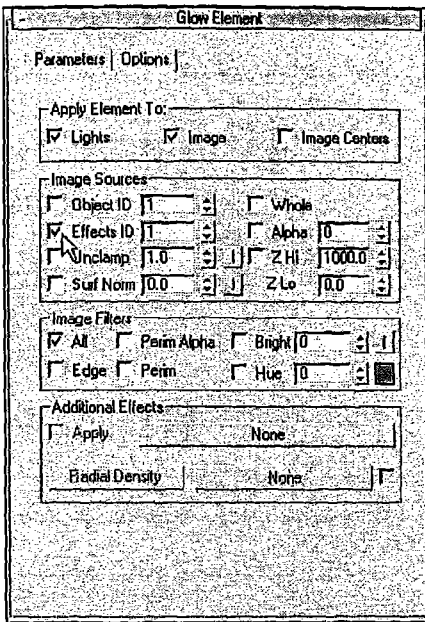 Glow Element
Parameters Options
Apply Element To:
Lights Image Image Centers
Image Sources
Object ID 1 Whole
Effects ID 1 Alpha 0
Unclamp 1.0 I Z Hi 1000.0
Surf Norm 0.0 I Z Lo 0.0
Image Filters
All Perim Alpha Bright 0 I
Edge Perim Hue 0
Additional Effects
Apply None
Radial Density None